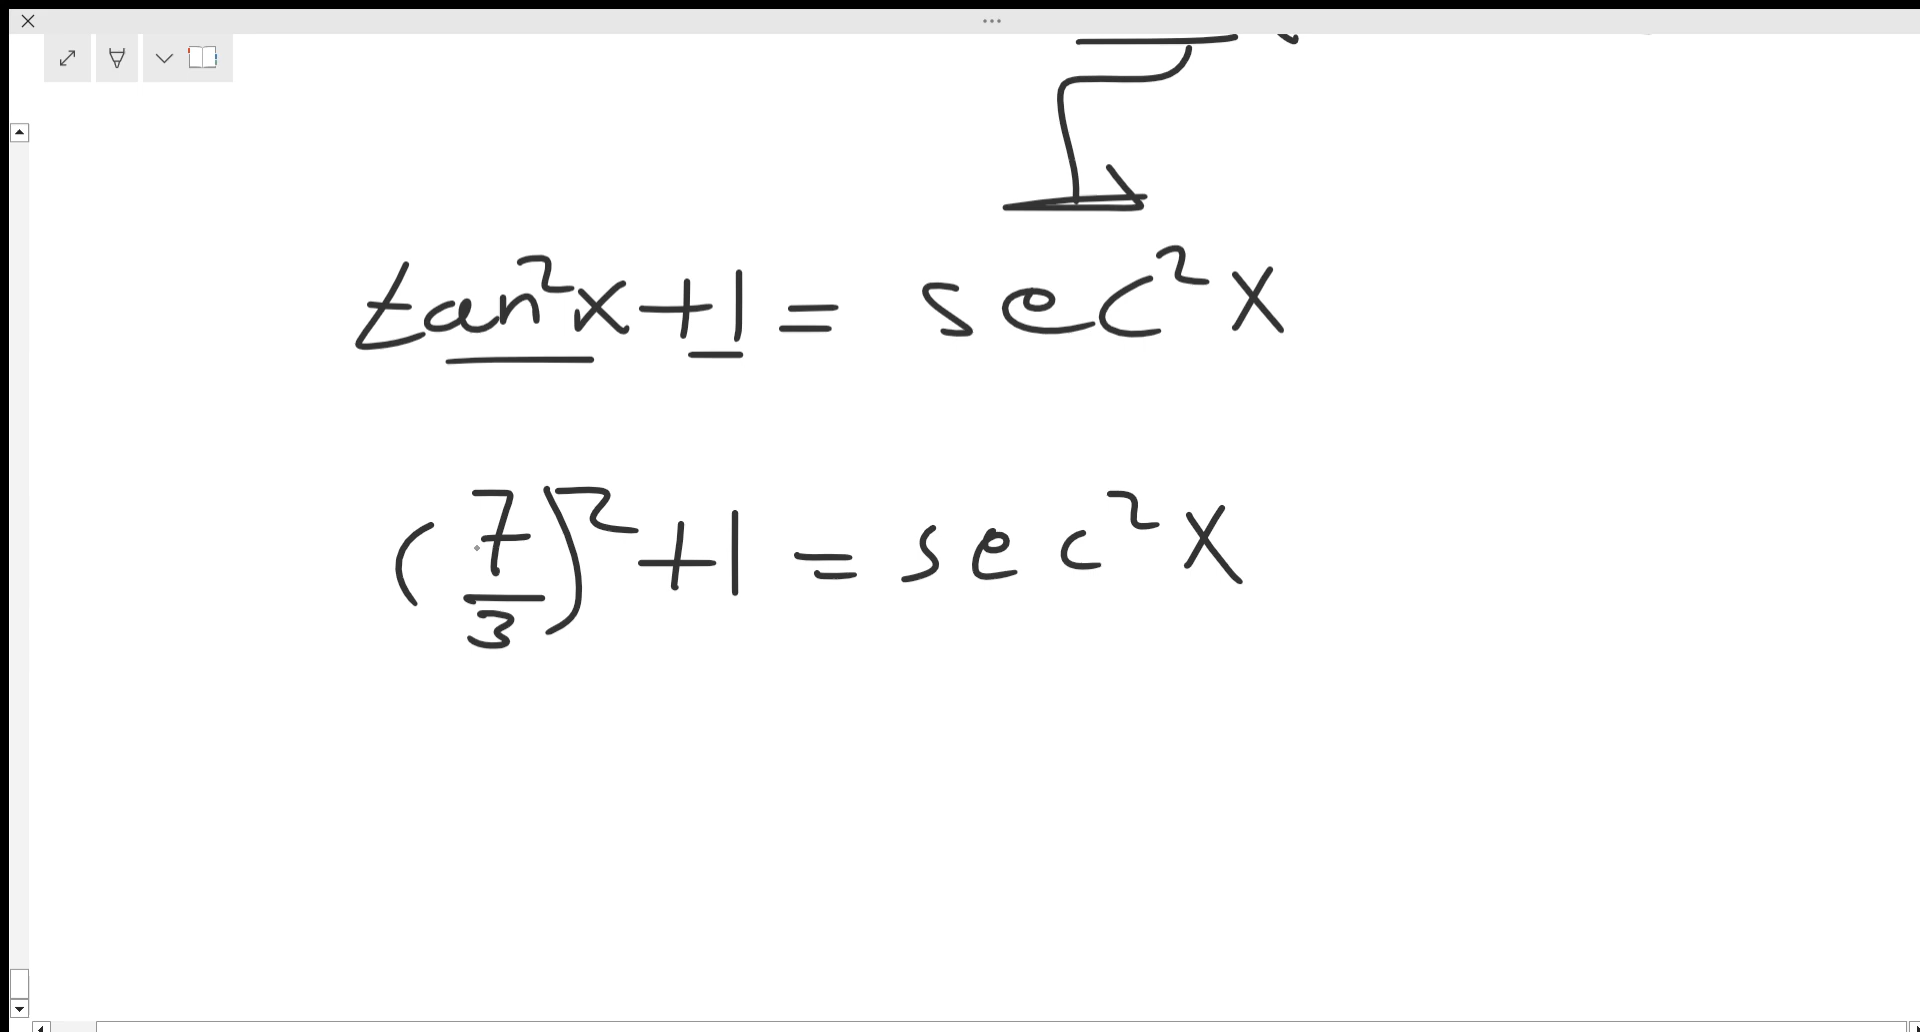 tan²x+1 = sec²x
(7/3)²+1 = sec²x